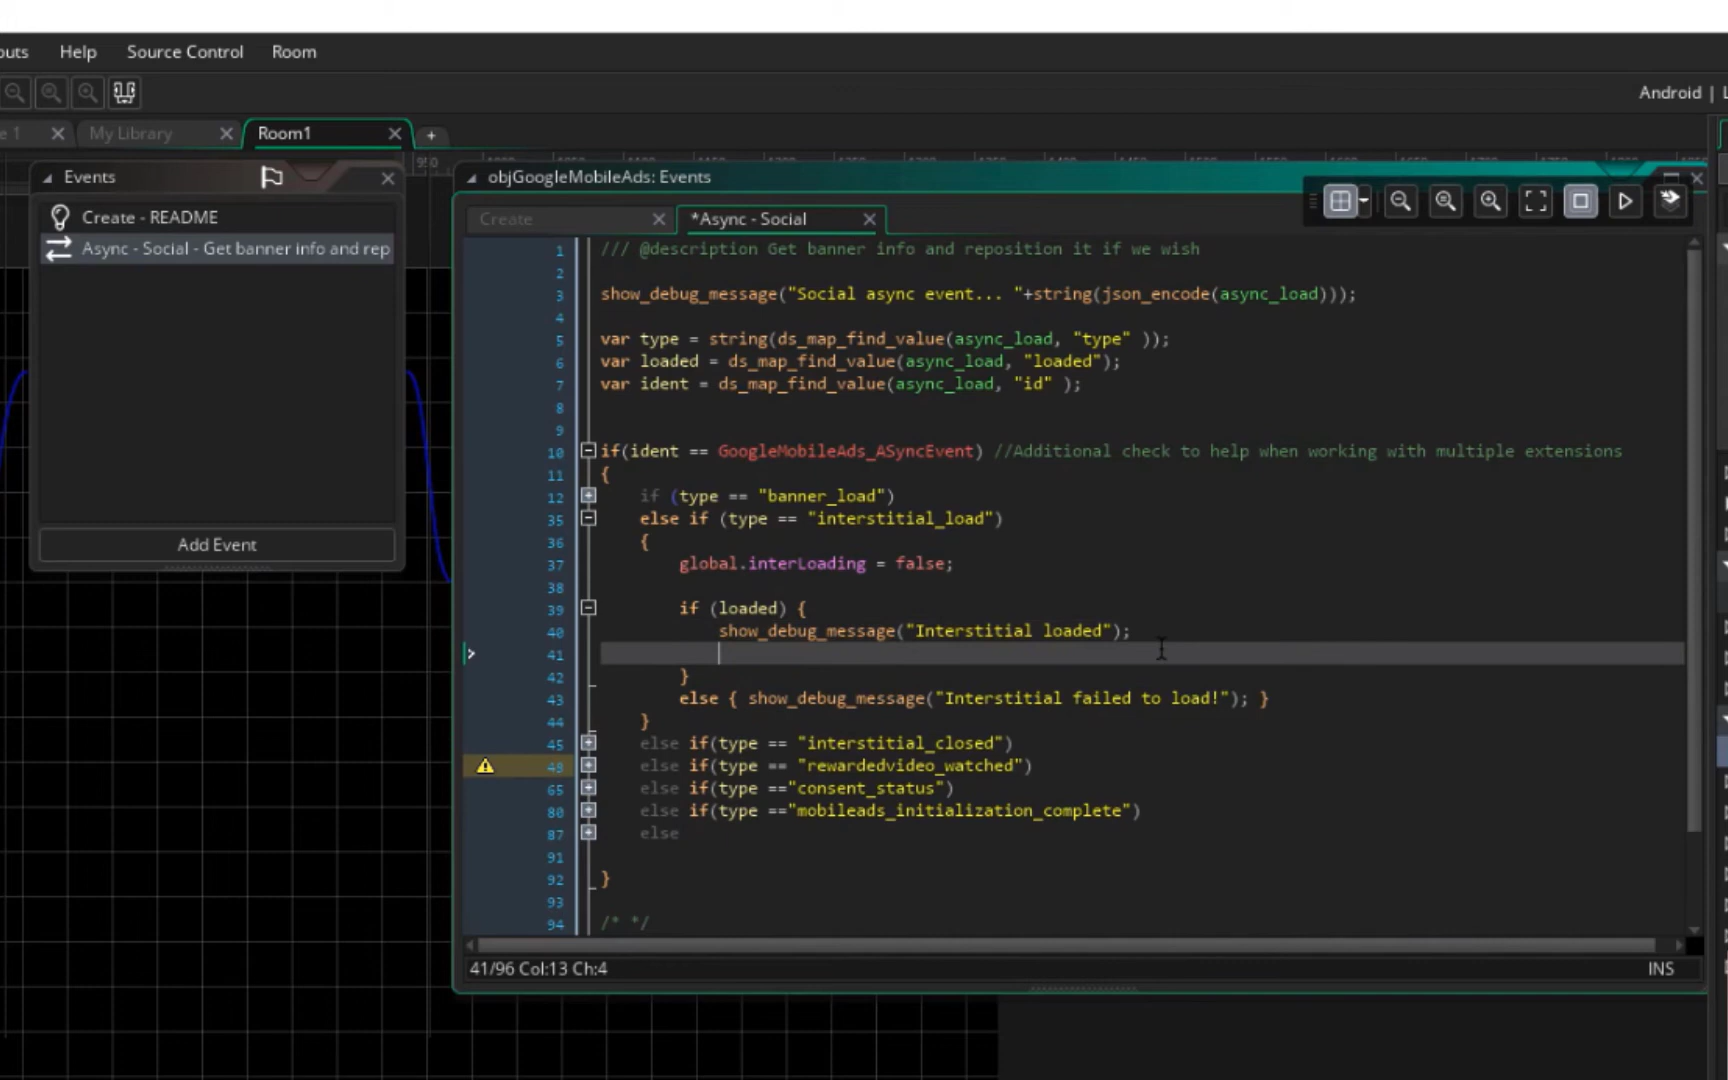 outs Help Source Control Room
Android | L
e 1 My Library Room1 +
Events
Create - README
Async - Social - Get banner info and rep
Add Event
objGoogleMobileAds: Events
Create *Async - Social
1 /// @description Get banner info and reposition it if we wish
2
3 show_debug_message("Social async event... "+string(json_encode(async_load)));
4
5 var type = string(ds_map_find_value(async_load, "type" ));
6 var loaded = ds_map_find_value(async_load, "loaded");
7 var ident = ds_map_find_value(async_load, "id" );
8
9
10 if(ident == GoogleMobileAds_ASyncEvent) //Additional check to help when working with multiple extensions
11 {
12 if (type == "banner_load")
35 else if (type == "interstitial_load")
36 {
37 global.interLoading = false;
38
39 if (loaded) {
40 show_debug_message("Interstitial loaded");
41
42 }
43 else { show_debug_message("Interstitial failed to load!"); }
44 }
45 else if(type == "interstitial_closed")
49 else if(type == "rewardedvideo_watched")
65 else if(type =="consent_status")
80 else if(type =="mobileads_initialization_complete")
87 else
91
92 }
93
94 /* */
41/96 Col:13 Ch:4 INS